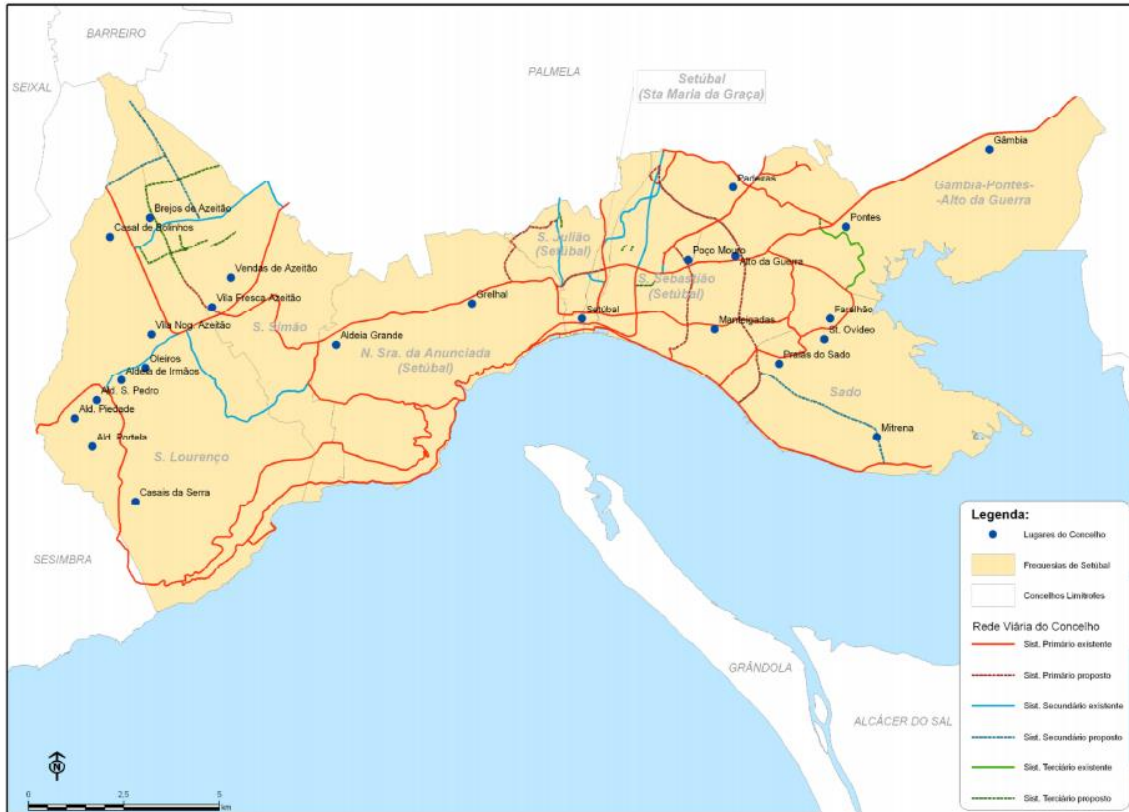 BARREIRO
SEIXAL
PALMELA
Setúbal
(Sta Maria da Graça)
Gâmbia
Gâmbia-Pontes-
-Alto da Guerra
Brejos de Azeitão
Casal de Bolinhos
S. Julião
(Setúbal)
Pontes
Poço Mouro
Alto da Guerra
Vendas de Azeitão
S. Sebastião
(Setúbal)
Grelhal
Vila Fresca Azeitão
Setúbal
Faralhão
S. Simão
Vila Nog. Azeitão
Manteigadas
St. Ovídeo
Aldeia Grande
N. Sra. da Anunciada
(Setúbal)
Oleiros
Praias do Sado
Aldeia de Irmãos
Sado
Ald. S. Pedro
Ald. Piedade
Mitrena
Ald. Portela
S. Lourenço
Casais da Serra
SESIMBRA
GRÂNDOLA
ALCÁCER DO SAL
Legenda:
Lugares do Concelho
Freguesias de Setúbal
Concelhos Limítrofes
Rede Viária do Concelho
Sist. Primário existente
Sist. Primário proposto
Sist. Secundário existente
Sist. Secundário proposto
Sist. Terciário existente
Sist. Terciário proposto
N
0 2,5 5
km